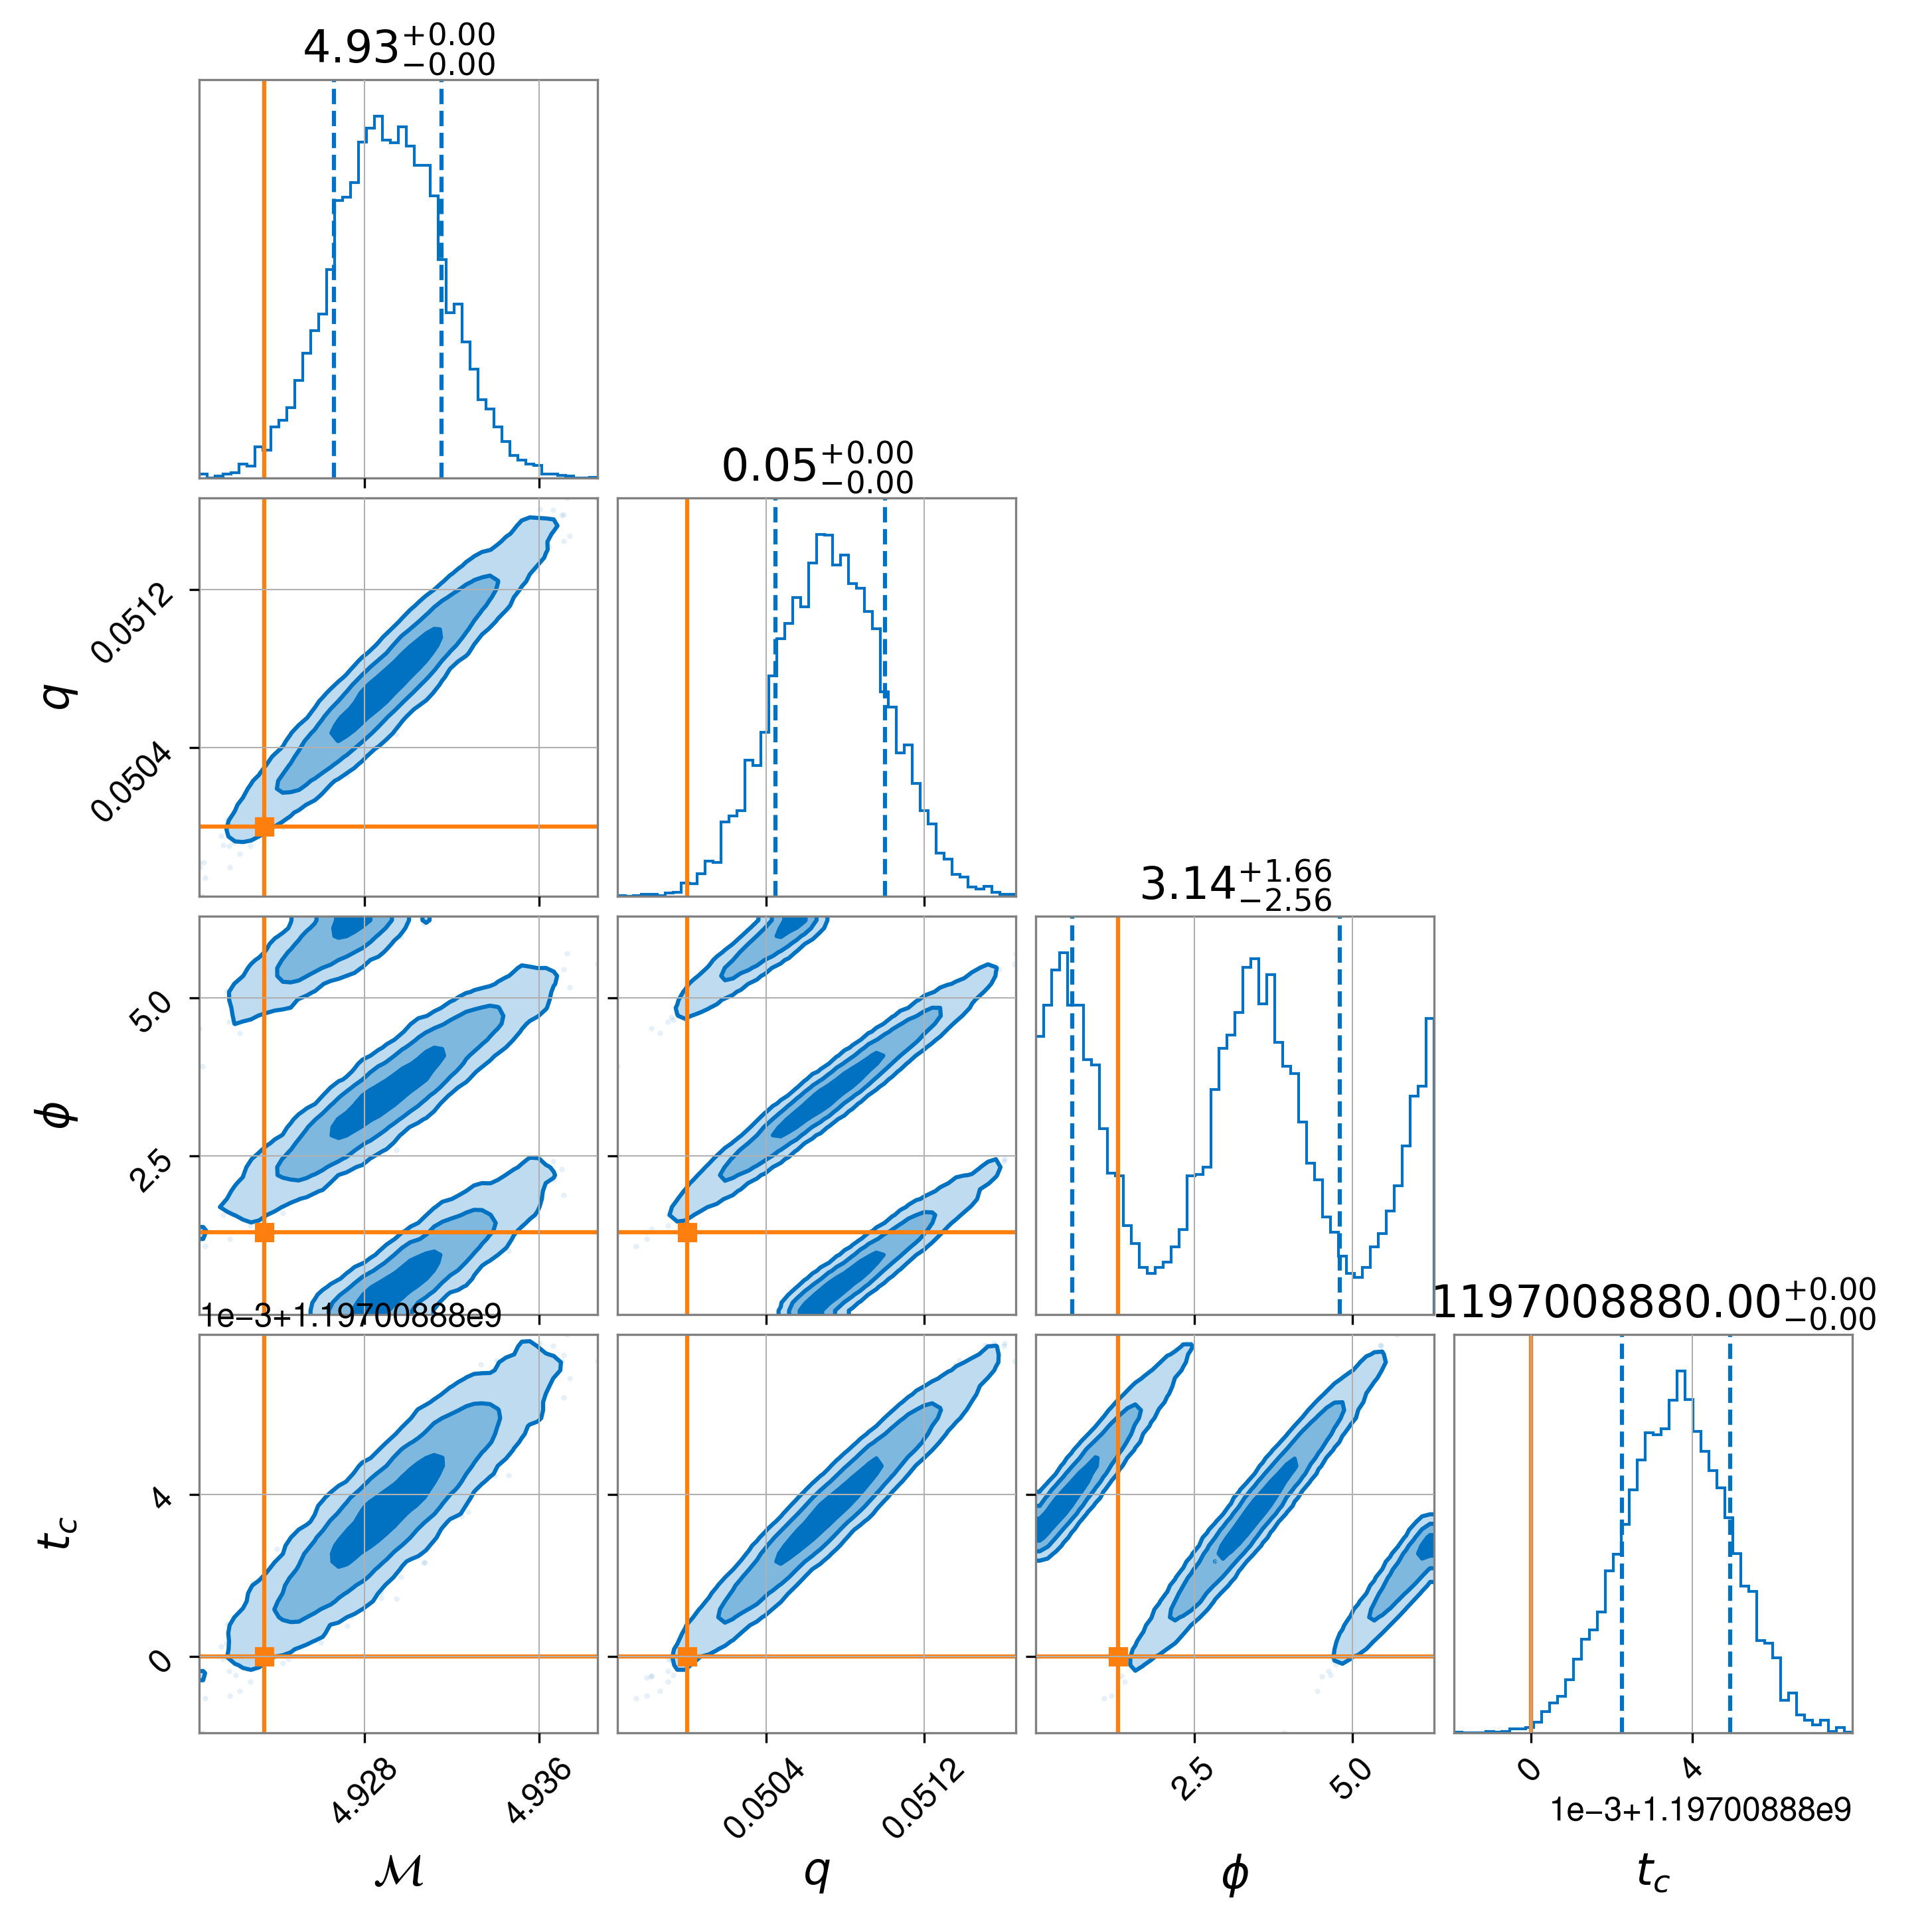 4.93+0.00−0.00
0.05+0.00−0.00
q
0.0512
0.0504
3.14+1.66−2.56
ϕ
5.0
2.5
1e−3+1.19700888e9
1197008880.00+0.00−0.00
t_c
4
0
4.928 4.936
0.0504 0.0512
2.5 5.0
0 4
1e−3+1.19700888e9
ℳ q ϕ t_c